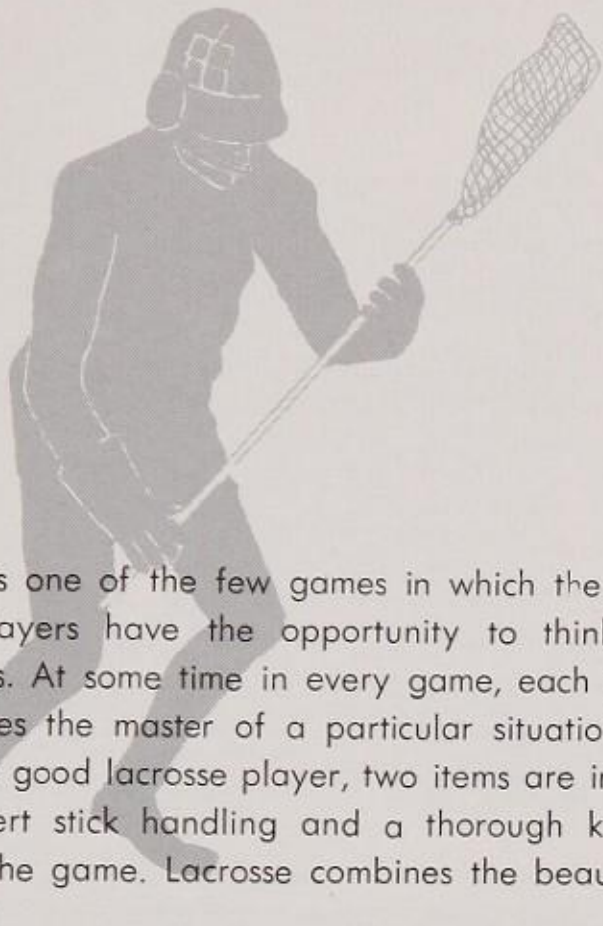 s one of the few games in which the
ayers have the opportunity to thin
s. At some time in every game, each
es the master of a particular situatio
good lacrosse player, two items are i
ert stick handling and a thorough k
he game. Lacrosse combines the beau